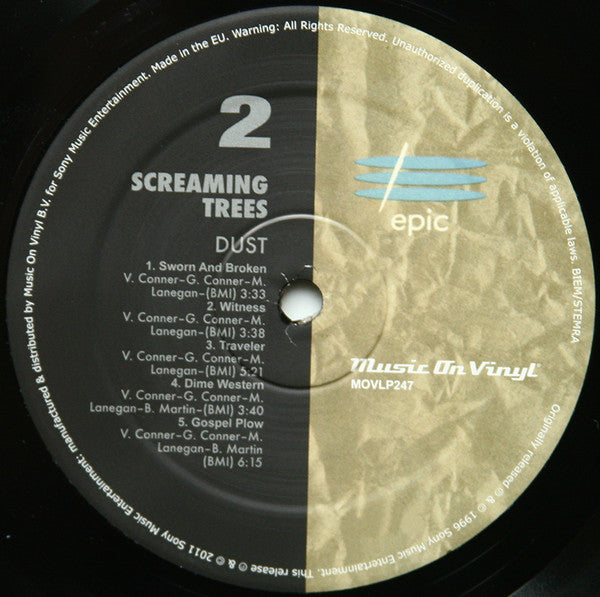 2
SCREAMING
TREES
DUST
1. Sworn And Broken
V. Conner-G. Conner-M.
Lanegan-(BMI) 3:33
2. Witness
V. Conner-G. Conner-M.
Lanegan-(BMI) 3:38
3. Traveler
V. Conner-G. Conner-M.
Lanegan-(BMI) 5:21
4. Dime Western
V. Conner-G. Conner-M.
Lanegan-B. Martin-(BMI) 3:40
5. Gospel Plow
V. Conner-G. Conner-M.
Lanegan-B. Martin
(BMI) 6:15
epic
Music On Vinyl
MOVLP247
Originally released ℗ & © 1996 Sony Music Entertainment. This release ℗ & © 2011 Sony Music Entertainment. manufactured & distributed by Music On Vinyl B.V. for Sony Music Entertainment. Made in the EU. Warning: All Rights Reserved. Unauthorized duplication is a violation of applicable laws. BIEM/STEMRA